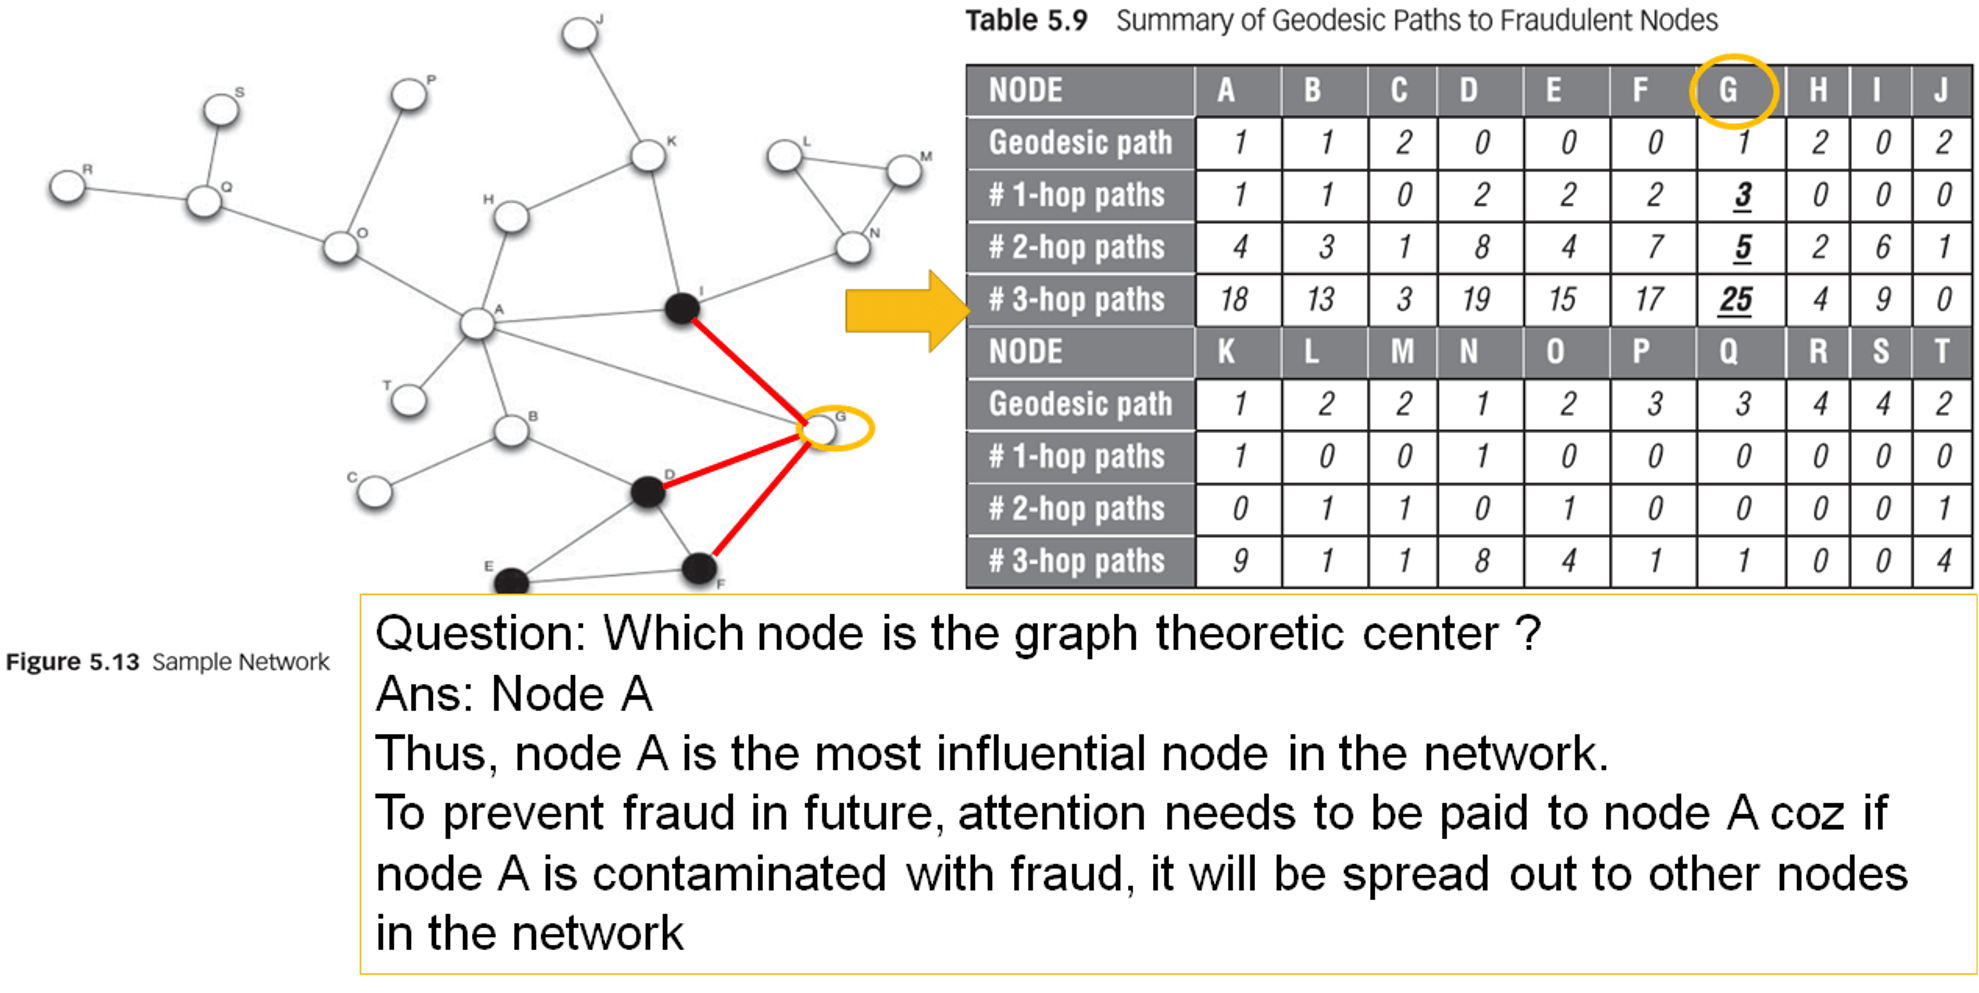 Table 5.9 Summary of Geodesic Paths to Fraudulent Nodes
J
P
S
K
L
M
R
Q
H
O
N
I
A
T
B
G
C
D
E
F
NODE A B C D E F G H I J
Geodesic path 1 1 2 0 0 0 1 2 0 2
# 1-hop paths 1 1 0 2 2 2 3 0 0 0
# 2-hop paths 4 3 1 8 4 7 5 2 6 1
# 3-hop paths 18 13 3 19 15 17 25 4 9 0
NODE K L M N O P Q R S T
Geodesic path 1 2 2 1 2 3 3 4 4 2
# 1-hop paths 1 0 0 1 0 0 0 0 0 0
# 2-hop paths 0 1 1 0 1 0 0 0 0 1
# 3-hop paths 9 1 1 8 4 1 1 0 0 4
Figure 5.13 Sample Network
Question: Which node is the graph theoretic center ?
Ans: Node A
Thus, node A is the most influential node in the network.
To prevent fraud in future, attention needs to be paid to node A coz if
node A is contaminated with fraud, it will be spread out to other nodes
in the network